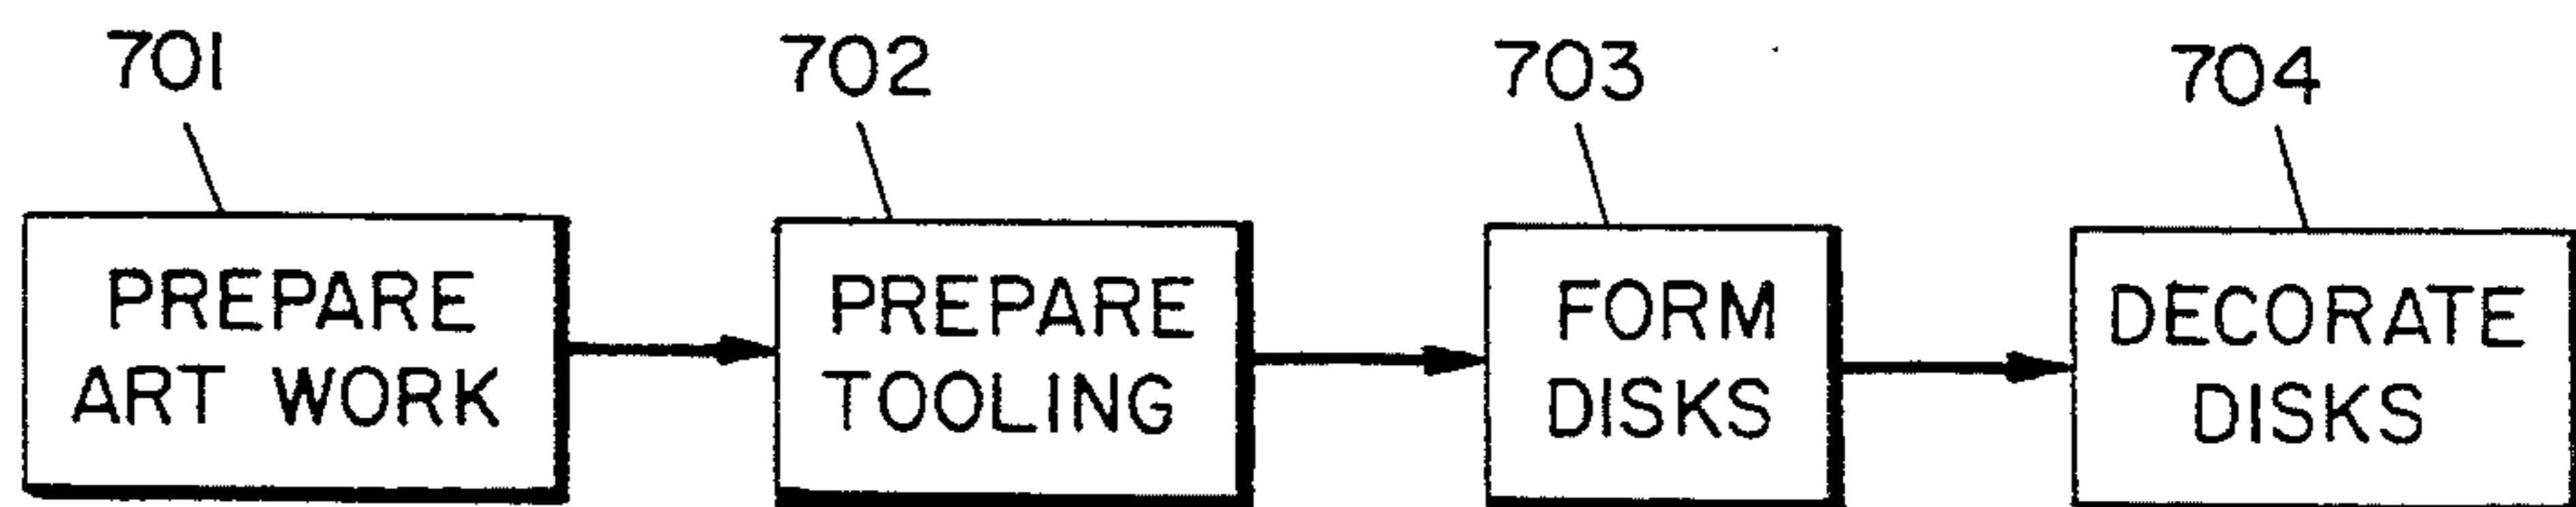 701
702
703
704
PREPARE
ART WORK
PREPARE
TOOLING
FORM
DISKS
DECORATE
DISKS